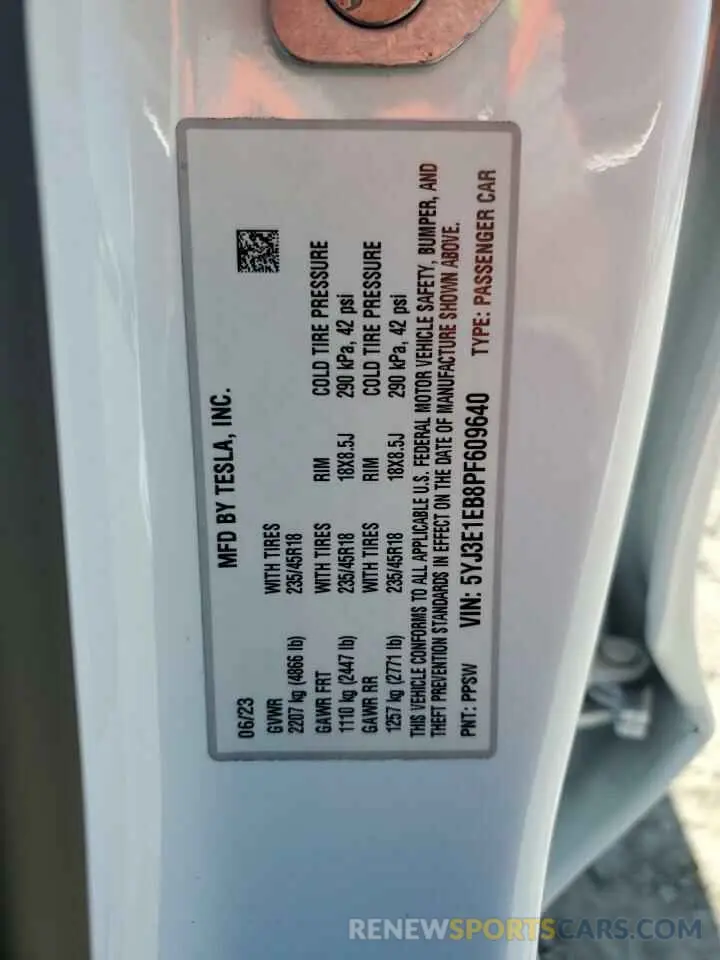 MFD BY TESLA, INC.
06/23
GVWR WITH TIRES
2207 kg (4866 lb) 235/45R18
GAWR FRT WITH TIRES RIM COLD TIRE PRESSURE
1110 kg (2447 lb) 235/45R18 18X8.5J 290 kPa, 42 psi
GAWR RR WITH TIRES RIM COLD TIRE PRESSURE
1257 kg (2771 lb) 235/45R18 18X8.5J 290 kPa, 42 psi
THIS VEHICLE CONFORMS TO ALL APPLICABLE U.S. FEDERAL MOTOR VEHICLE SAFETY, BUMPER, AND
THEFT PREVENTION STANDARDS IN EFFECT ON THE DATE OF MANUFACTURE SHOWN ABOVE.
PNT: PPSW VIN: 5YJ3E1EB8PF609640 TYPE: PASSENGER CAR
RENEWSPORTSCARS.COM